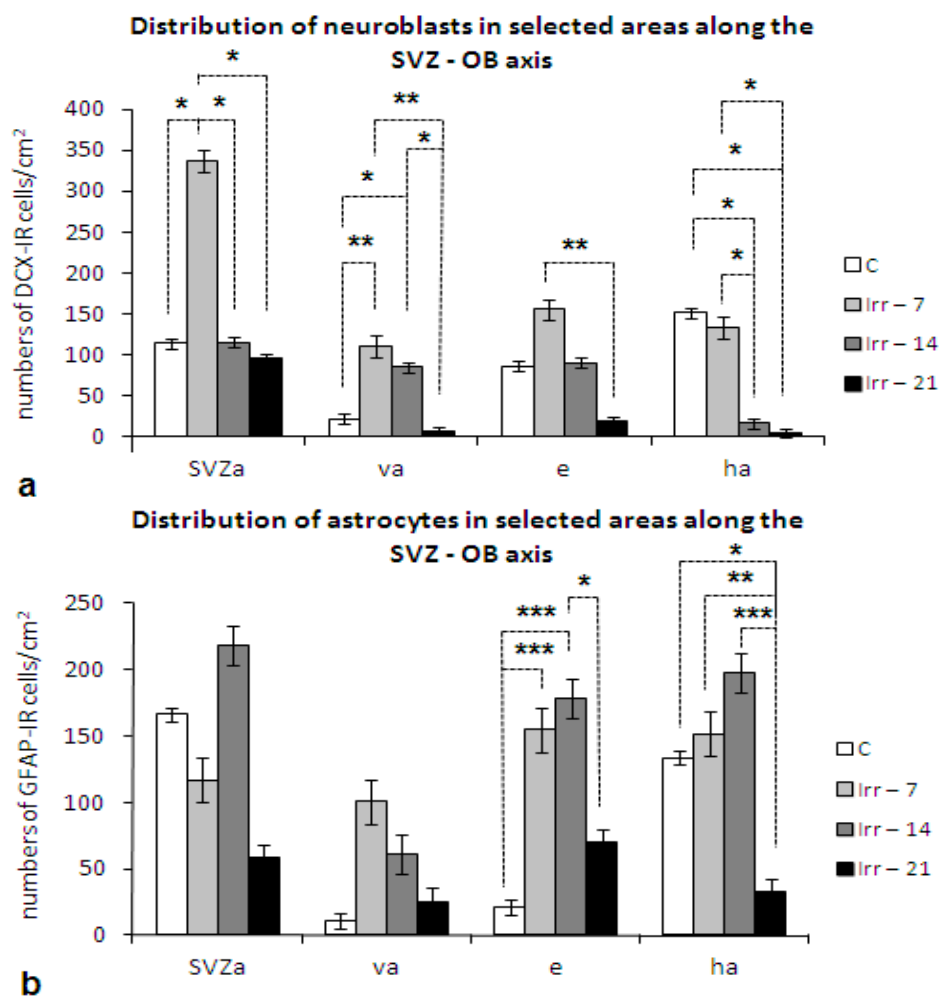 Distribution of neuroblasts in selected areas along the
SVZ - OB axis
numbers of DCX-IR cells/cm²
400
350
300
250
200
150
100
50
0
* * *
** * * **
**
* * * *
SVZa va e ha
C
Irr – 7
Irr – 14
Irr – 21
a
Distribution of astrocytes in selected areas along the
SVZ - OB axis
numbers of GFAP-IR cells/cm²
250
200
150
100
50
0
*** *** *
* ** ***
SVZa va e ha
C
Irr – 7
Irr – 14
Irr – 21
b